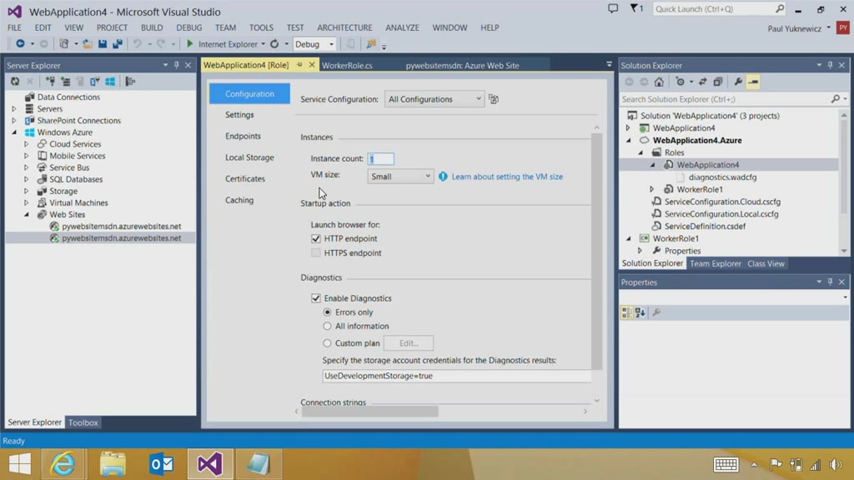 WebApplication4 - Microsoft Visual Studio
1
Quick Launch (Ctrl+Q)
FILE EDIT VIEW PROJECT BUILD DEBUG TEAM TOOLS TEST ARCHITECTURE ANALYZE WINDOW HELP
Paul Yuknewicz PY
Internet Explorer Debug
Server Explorer
Data Connections
Servers
SharePoint Connections
Windows Azure
Cloud Services
Mobile Services
Service Bus
SQL Databases
Storage
Virtual Machines
Web Sites
pywebsitemsdn.azurewebsites.net
pywebsitemsdn.azurewebsites.net
Server Explorer Toolbox
WebApplication4 [Role] WorkerRole.cs pywebsitemsdn: Azure Web Site
Configuration
Settings
Endpoints
Local Storage
Certificates
Caching
Service Configuration: All Configurations
Instances
Instance count: 1
VM size: Small Learn about setting the VM size
Startup action
Launch browser for:
HTTP endpoint
HTTPS endpoint
Diagnostics
Enable Diagnostics
Errors only
All information
Custom plan Edit...
Specify the storage account credentials for the Diagnostics results:
UseDevelopmentStorage=true
Connection strings
Solution Explorer
Search Solution Explorer (Ctrl+;)
Solution 'WebApplication4' (3 projects)
WebApplication4
WebApplication4.Azure
Roles
WebApplication4
diagnostics.wadcfg
WorkerRole1
ServiceConfiguration.Cloud.cscfg
ServiceConfiguration.Local.cscfg
ServiceDefinition.csdef
WorkerRole1
Properties
Solution Explorer Team Explorer Class View
Properties
Ready